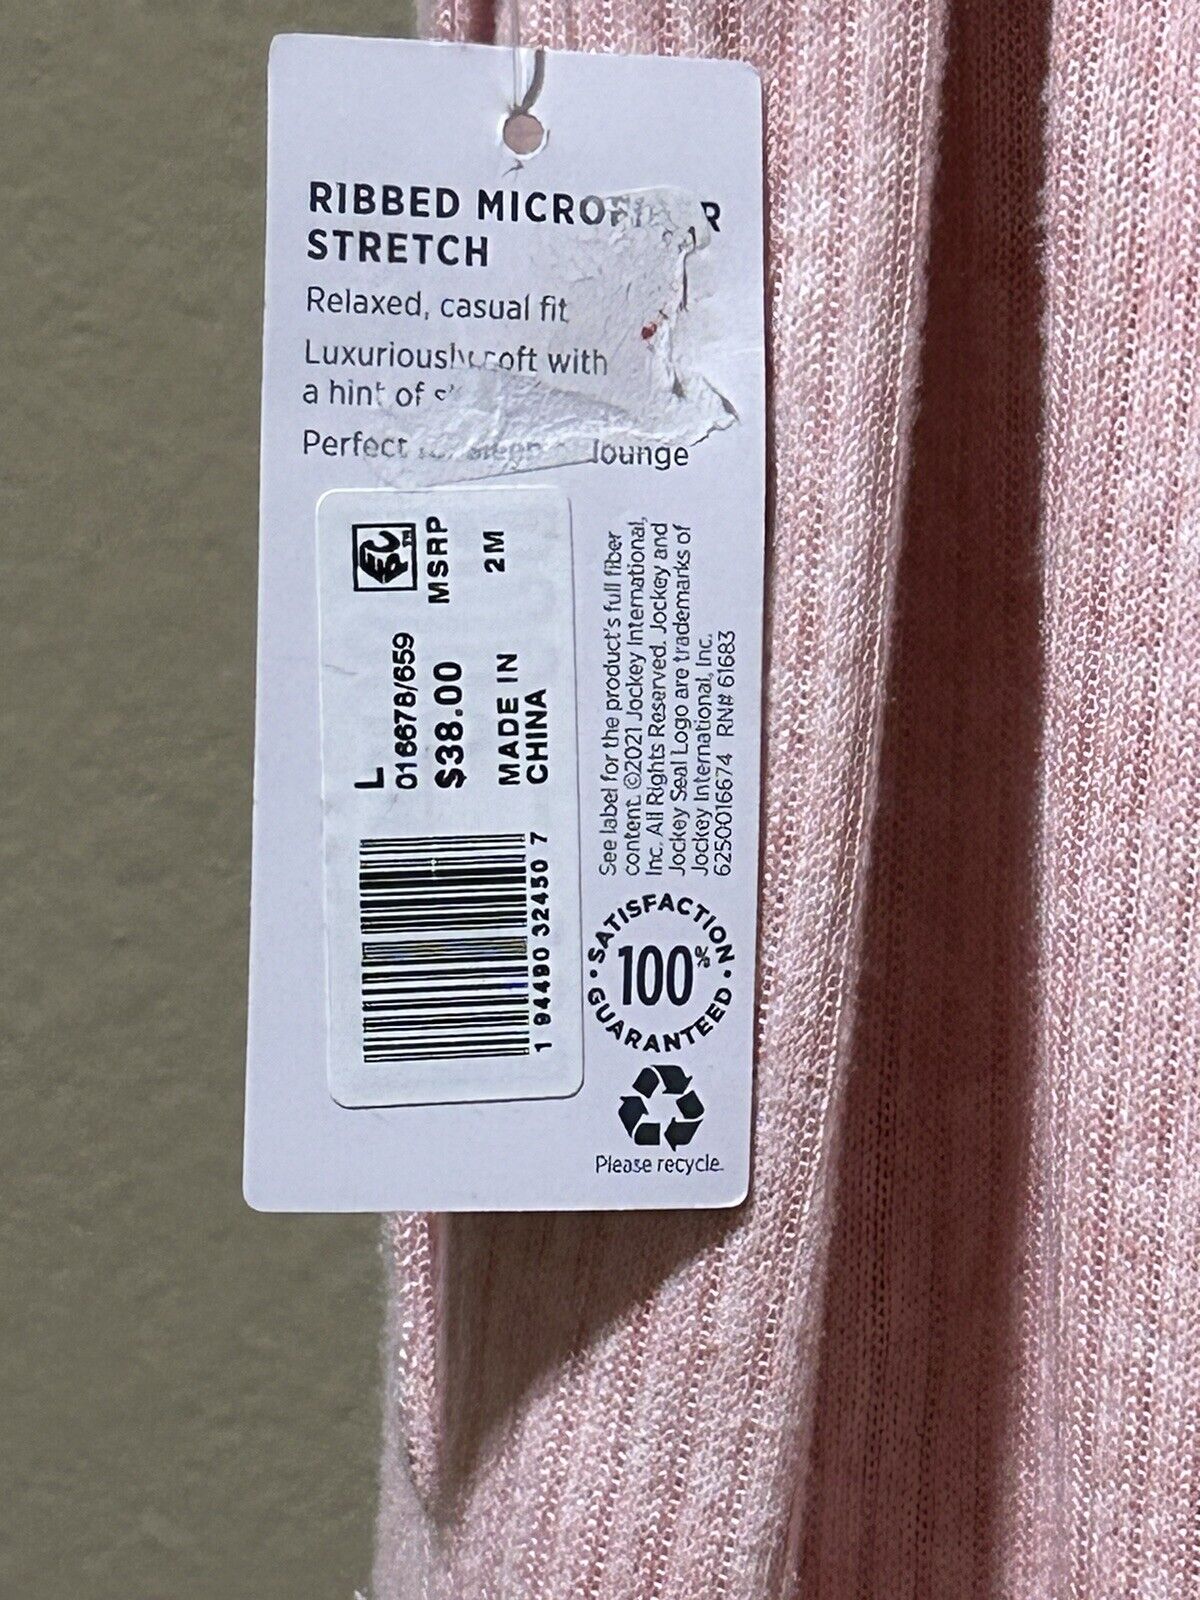 RIBBED
STRETCH
Relaxed, casual fit
soft with
a hint of
Perfect lounge
L
016678/659
$38.00 MSRP
MADE IN 2M
CHINA
1 94490 32450 7
See label for the product's full fiber
content. ©2021 Jockey International,
Inc. All Rights Reserved. Jockey and
Jockey Seal Logo are trademarks of
Jockey International, Inc.
6250016674 RN# 61683
SATISFACTION
100%
GUARANTEED
Please recycle.